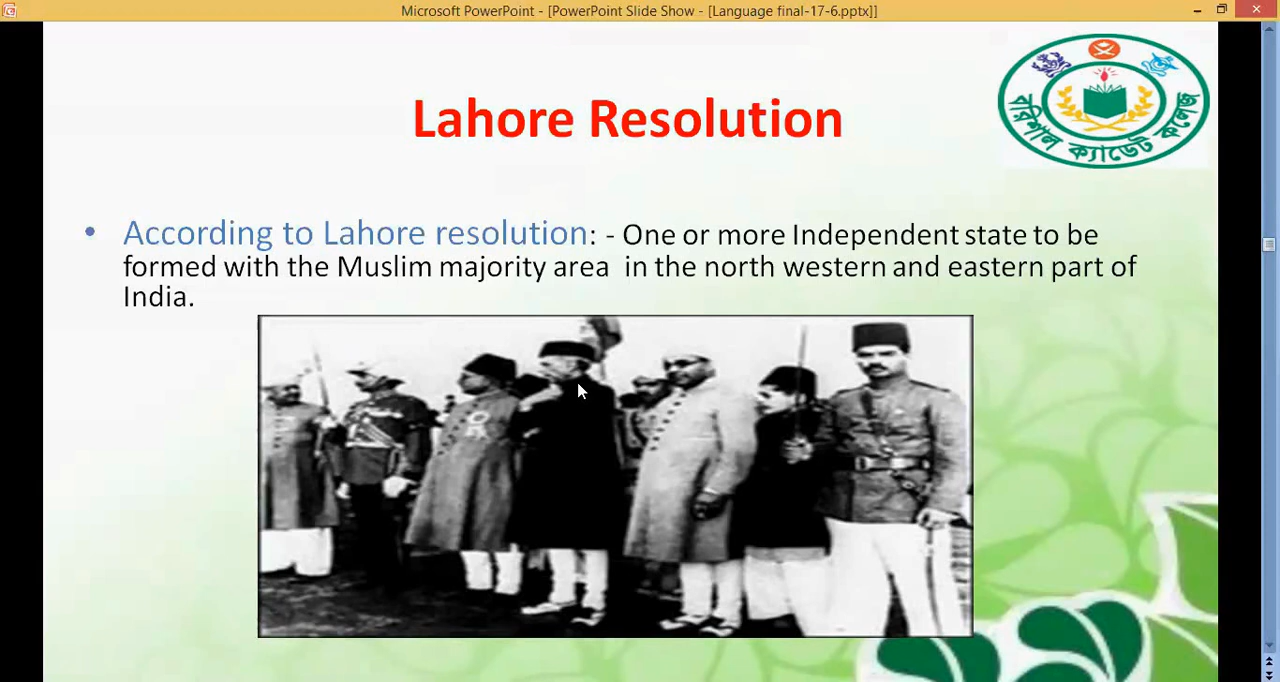 Microsoft PowerPoint - [PowerPoint Slide Show - [Language final-17-6.pptx]]
Lahore Resolution
বরিশাল ক্যাডেট কলেজ
• According to Lahore resolution: - One or more Independent state to be
formed with the Muslim majority area in the north western and eastern part of
India.